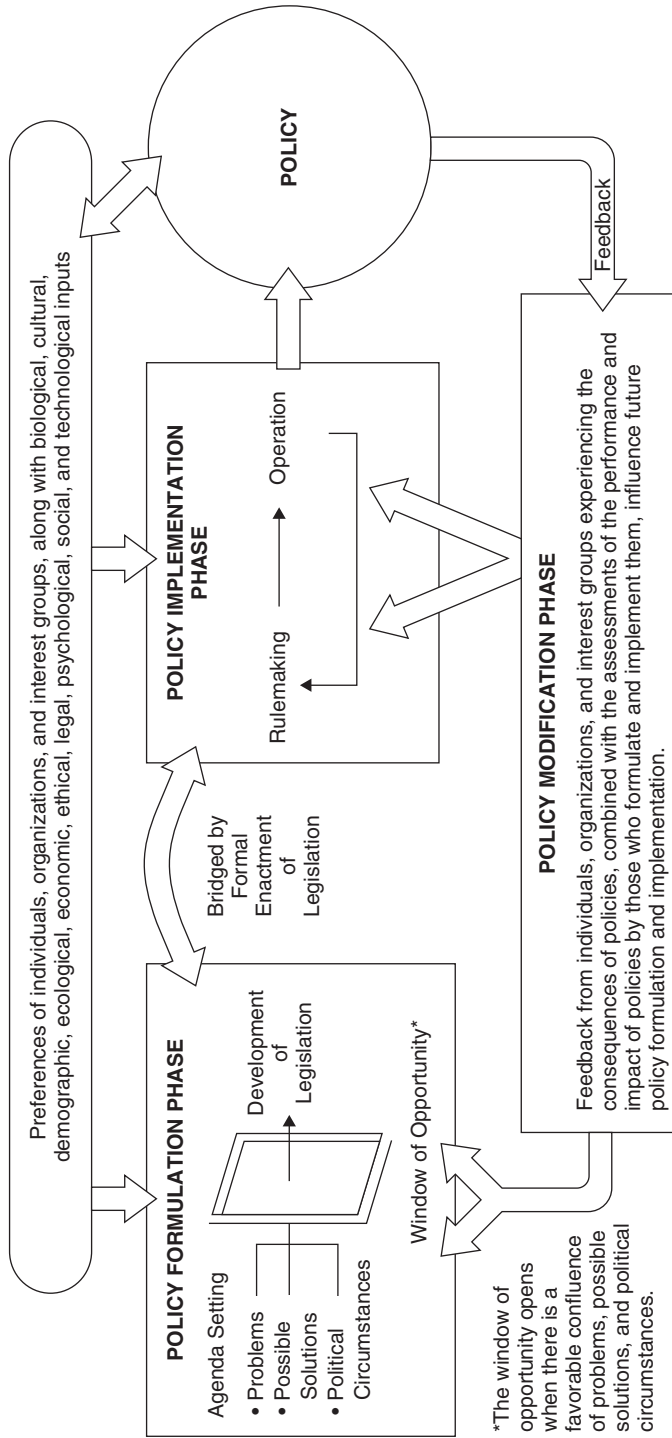 Preferences of individuals, organizations, and interest groups, along with biological, cultural,
demographic, ecological, economic, ethical, legal, psychological, social, and technological inputs
POLICY FORMULATION PHASE
Agenda Setting
• Problems
• Possible
Solutions
• Political
Circumstances
Development
of
Legislation
Window of Opportunity*
Bridged by
Formal
Enactment
of
Legislation
POLICY IMPLEMENTATION
PHASE
Rulemaking
Operation
POLICY
Feedback
POLICY MODIFICATION PHASE
Feedback from individuals, organizations, and interest groups experiencing the
consequences of policies, combined with the assessments of the performance and
impact of policies by those who formulate and implement them, influence future
policy formulation and implementation.
*The window of
opportunity opens
when there is a
favorable confluence
of problems, possible
solutions, and political
circumstances.